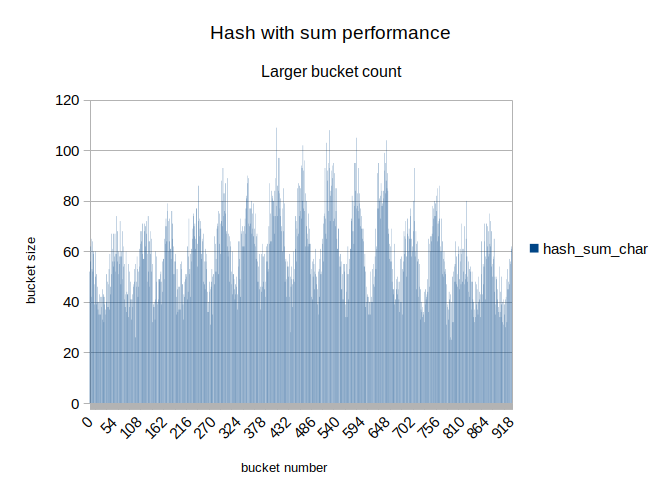 Hash with sum performance
Larger bucket count
120
100
80
60
40
20
0
bucket size
hash_sum_char
0 54 108 162 216 270 324 378 432 486 540 594 648 702 756 810 864 918
bucket number